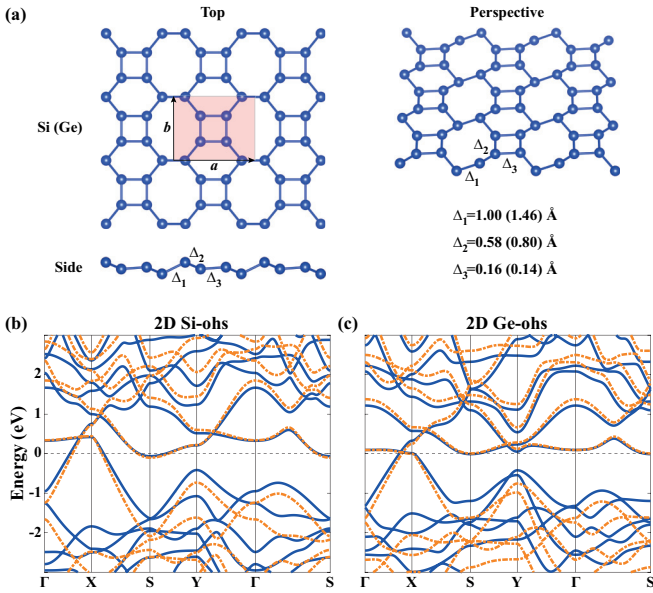 (a)
Top
Perspective
Si (Ge)
b
a
Δ2
Δ3
Δ1
Δ1=1.00 (1.46) Å
Δ2=0.58 (0.80) Å
Δ3=0.16 (0.14) Å
Side
Δ2
Δ1
Δ3
(b)
2D Si-ohs
(c)
2D Ge-ohs
Energy (eV)
2
1
0
-1
-2
Γ X S Y Γ S
Γ X S Y Γ S